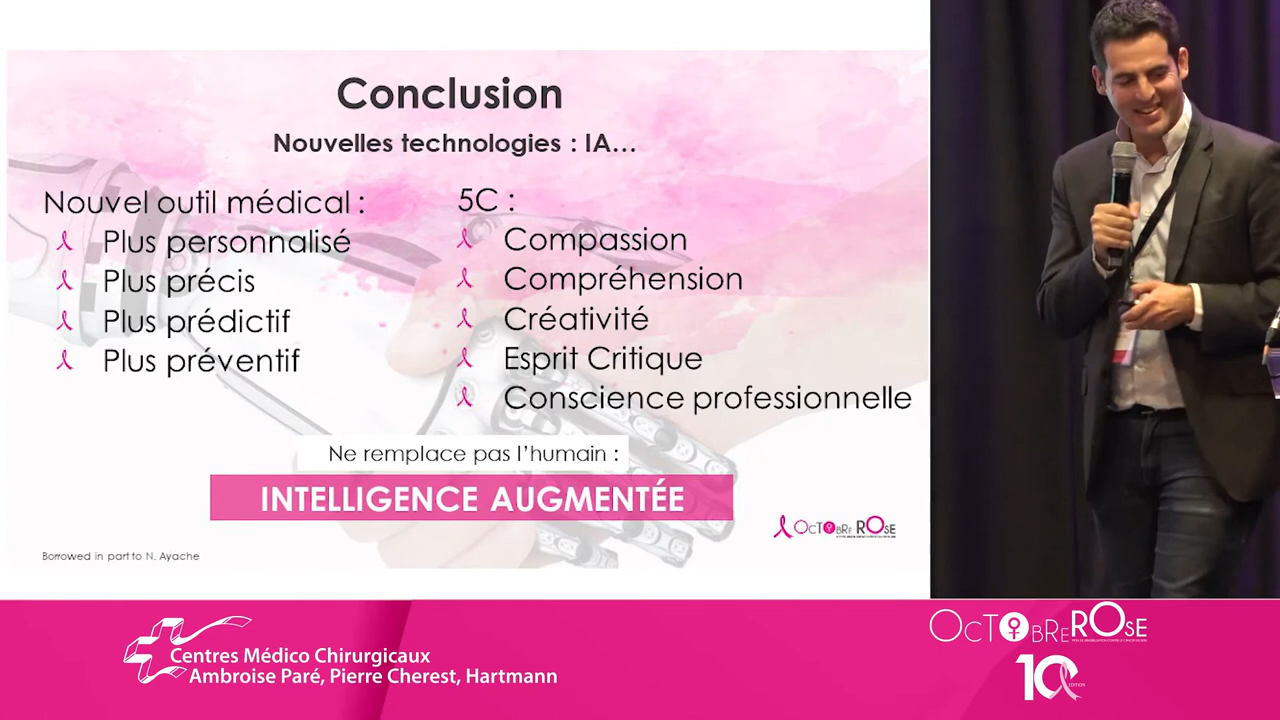 Conclusion
Nouvelles technologies : IA...
Nouvel outil médical :
Plus personnalisé
Plus précis
Plus prédictif
Plus préventif
5C :
Compassion
Compréhension
Créativité
Esprit Critique
Conscience professionnelle
Ne remplace pas l'humain :
INTELLIGENCE AUGMENTÉE
OCTOBRE ROSE
Borrowed in part to N. Ayache
Centres Médico Chirurgicaux
Ambroise Paré, Pierre Cherest, Hartmann
OCTOBRE ROSE
10
EDITION